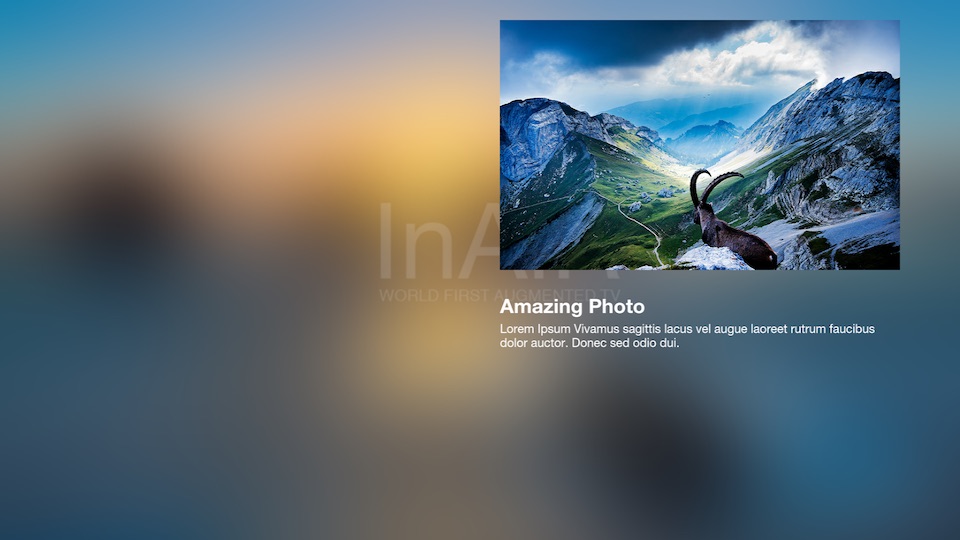 WORLD FIRST AUGMENTED TV
Amazing Photo
Lorem Ipsum Vivamus sagittis lacus vel augue laoreet rutrum faucibus
dolor auctor. Donec sed odio dui.